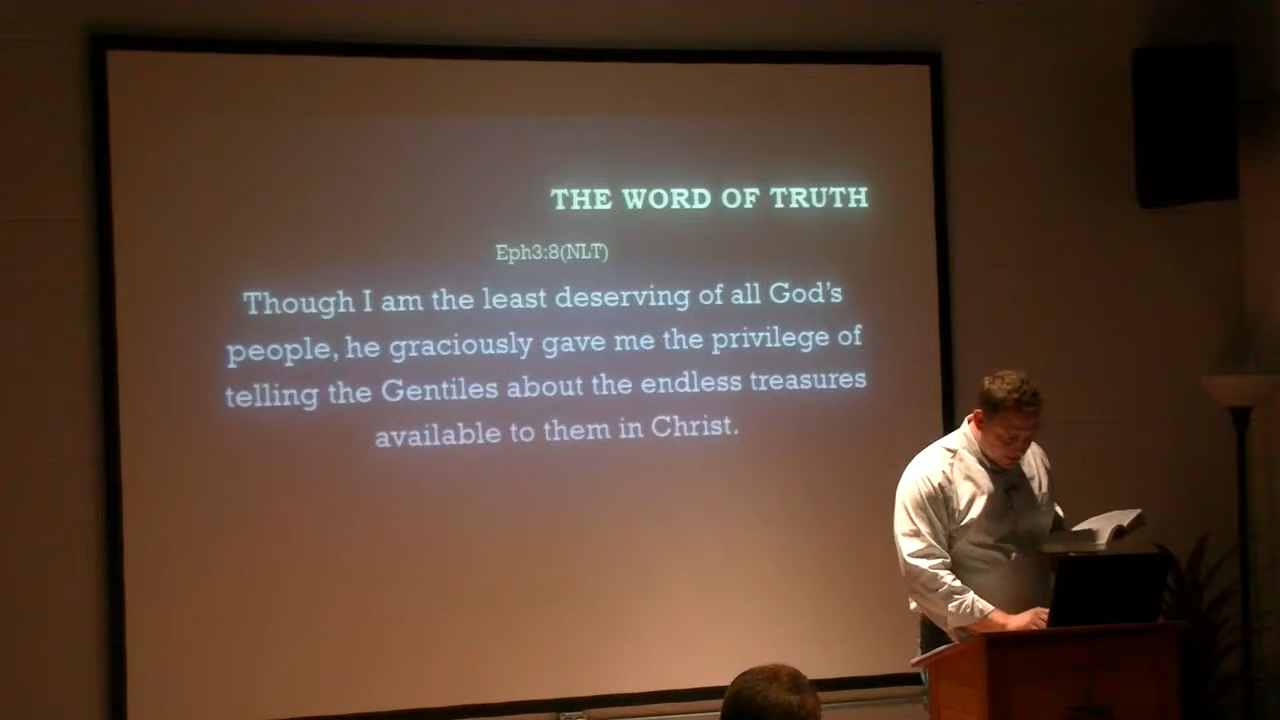 THE WORD OF TRUTH
Eph3:8(NLT)
Though I am the least deserving of all God's
people, he graciously gave me the privilege of
telling the Gentiles about the endless treasures
available to them in Christ.